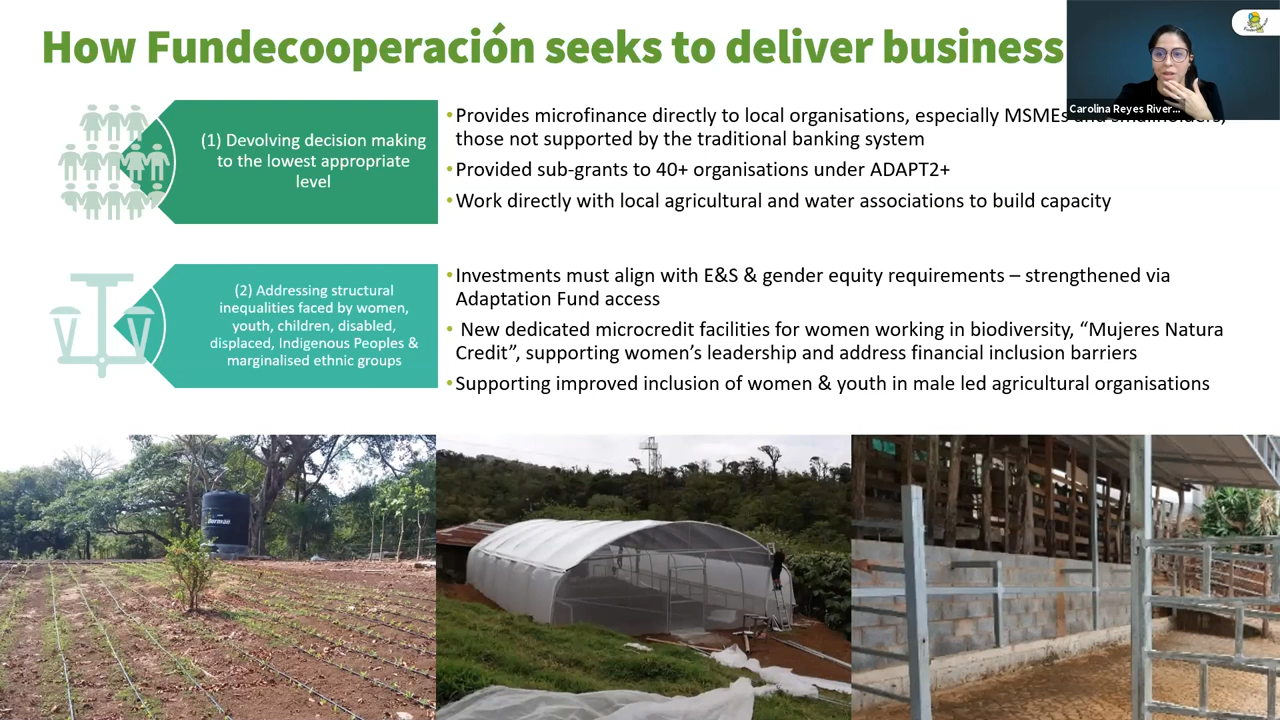 How Fundecooperación seeks to deliver business
Carolina Reyes River...
(1) Devolving decision making
to the lowest appropriate
level
•Provides microfinance directly to local organisations, especially MSMEs and smallholders,
those not supported by the traditional banking system
•Provided sub-grants to 40+ organisations under ADAPT2+
•Work directly with local agricultural and water associations to build capacity
(2) Addressing structural
inequalities faced by women,
youth, children, disabled,
displaced, Indigenous Peoples &
marginalised ethnic groups
•Investments must align with E&S & gender equity requirements – strengthened via
Adaptation Fund access
• New dedicated microcredit facilities for women working in biodiversity, “Mujeres Natura
Credit”, supporting women’s leadership and address financial inclusion barriers
•Supporting improved inclusion of women & youth in male led agricultural organisations